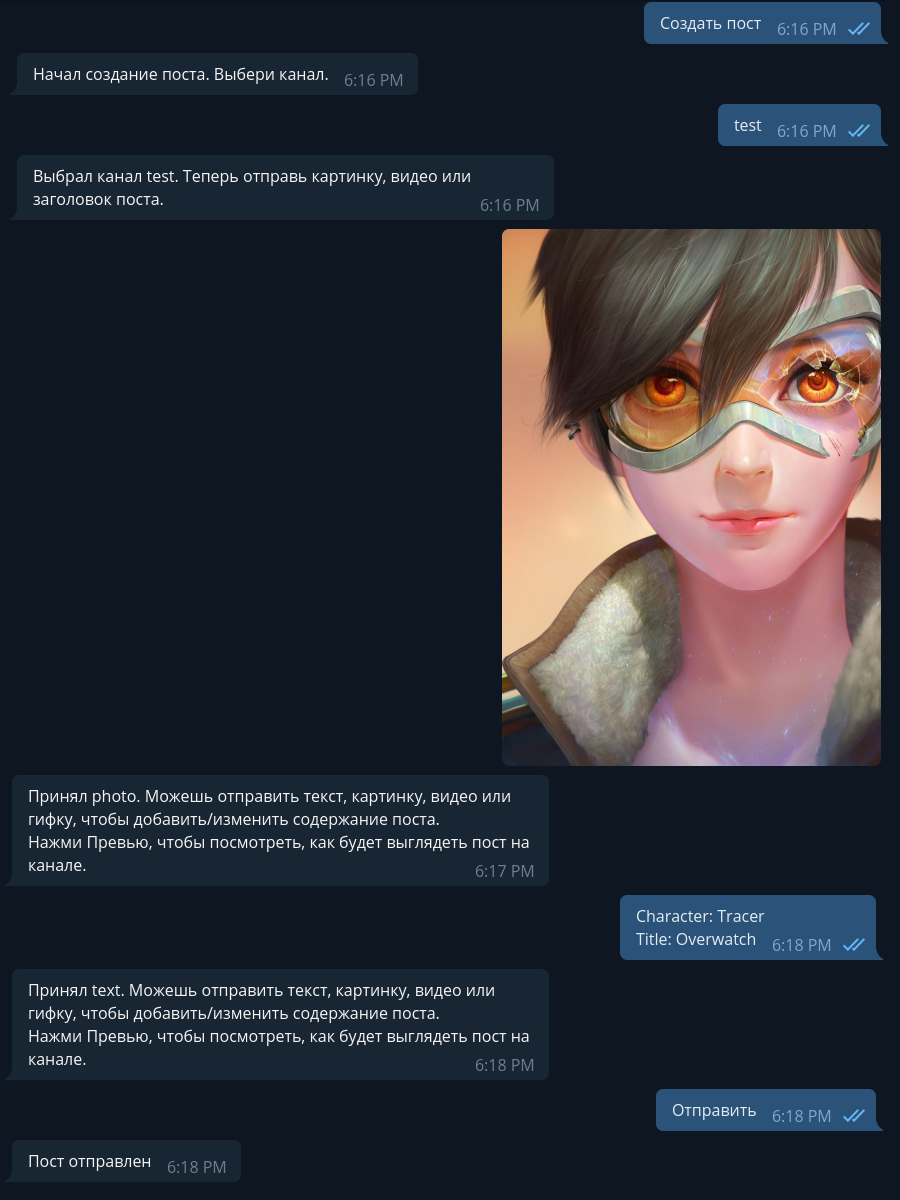 Создать пост 6:16 PM
Начал создание поста. Выбери канал. 6:16 PM
test 6:16 PM
Выбрал канал test. Теперь отправь картинку, видео или
заголовок поста. 6:16 PM
Принял photo. Можешь отправить текст, картинку, видео или
гифку, чтобы добавить/изменить содержание поста.
Нажми Превью, чтобы посмотреть, как будет выглядеть пост на
канале. 6:17 PM
Character: Tracer
Title: Overwatch 6:18 PM
Принял text. Можешь отправить текст, картинку, видео или
гифку, чтобы добавить/изменить содержание поста.
Нажми Превью, чтобы посмотреть, как будет выглядеть пост на
канале. 6:18 PM
Отправить 6:18 PM
Пост отправлен 6:18 PM